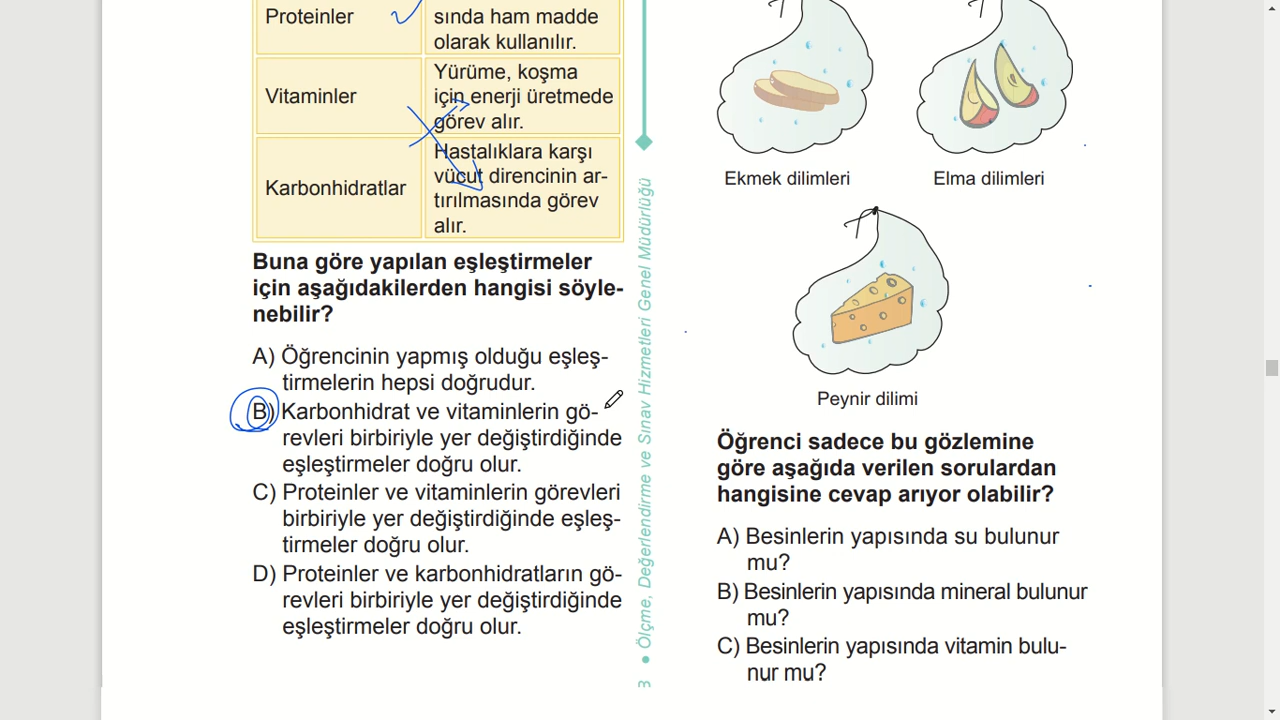 Proteinler
sında ham madde
olarak kullanılır.
Vitaminler
Yürüme, koşma
için enerji üretmede
görev alır.
Karbonhidratlar
Hastalıklara karşı
vücut direncinin ar-
tırılmasında görev
alır.
Buna göre yapılan eşleştirmeler
için aşağıdakilerden hangisi söyle-
nebilir?
A) Öğrencinin yapmış olduğu eşleş-
tirmelerin hepsi doğrudur.
B) Karbonhidrat ve vitaminlerin gö-
revleri birbiriyle yer değiştirdiğinde
eşleştirmeler doğru olur.
C) Proteinler ve vitaminlerin görevleri
birbiriyle yer değiştirdiğinde eşleş-
tirmeler doğru olur.
D) Proteinler ve karbonhidratların gö-
revleri birbiriyle yer değiştirdiğinde
eşleştirmeler doğru olur.
3 • Ölçme, Değerlendirme ve Sınav Hizmetleri Genel Müdürlüğü
Ekmek dilimleri
Elma dilimleri
Peynir dilimi
Öğrenci sadece bu gözlemine
göre aşağıda verilen sorulardan
hangisine cevap arıyor olabilir?
A) Besinlerin yapısında su bulunur
mu?
B) Besinlerin yapısında mineral bulunur
mu?
C) Besinlerin yapısında vitamin bulu-
nur mu?